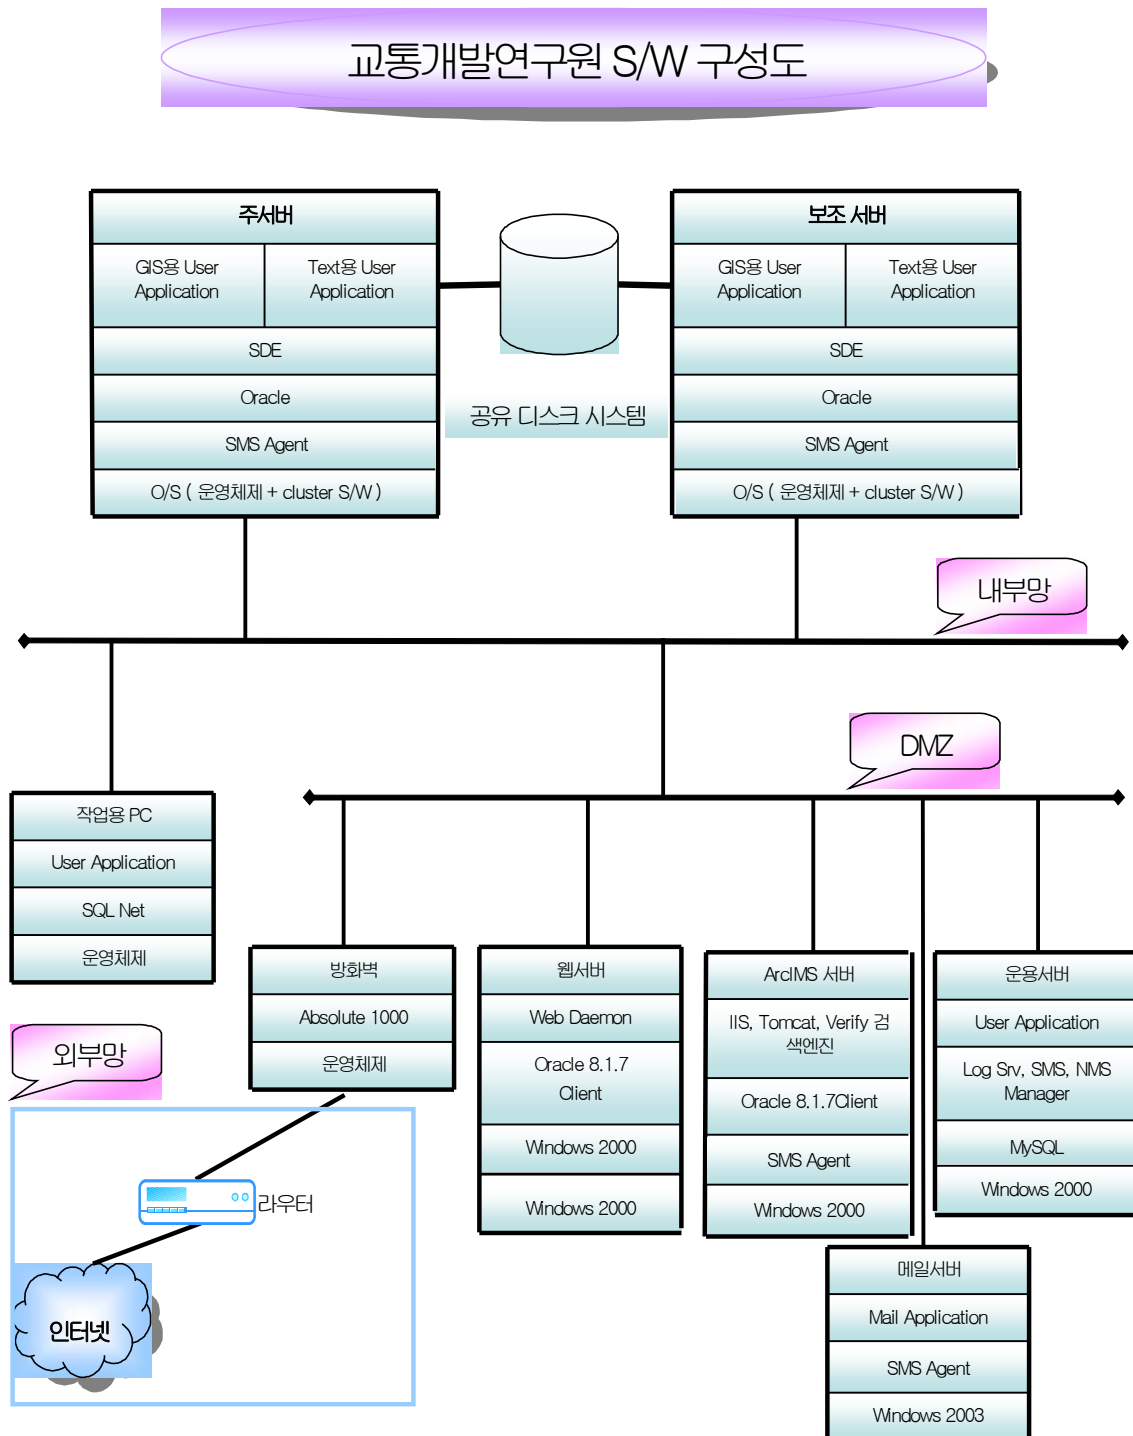 교통개발연구원 S/W 구성도
주서버
GIS용 User
Application
Text용 User
Application
SDE
Oracle
SMS Agent
O/S ( 운영체제 + cluster S/W )
공유 디스크 시스템
보조 서버
GIS용 User
Application
Text용 User
Application
SDE
Oracle
SMS Agent
O/S ( 운영체제 + cluster S/W )
내부망
DMZ
작업용 PC
User Application
SQL Net
운영체제
방화벽
Absolute 1000
운영체제
웹서버
Web Daemon
Oracle 8.1.7
Client
Windows 2000
Windows 2000
ArcIMS 서버
IIS, Tomcat, Verify 검
색엔진
Oracle 8.1.7Client
SMS Agent
Windows 2000
운용서버
User Application
Log Srv, SMS, NMS
Manager
MySQL
Windows 2000
외부망
라우터
인터넷
메일서버
Mail Application
SMS Agent
Windows 2003